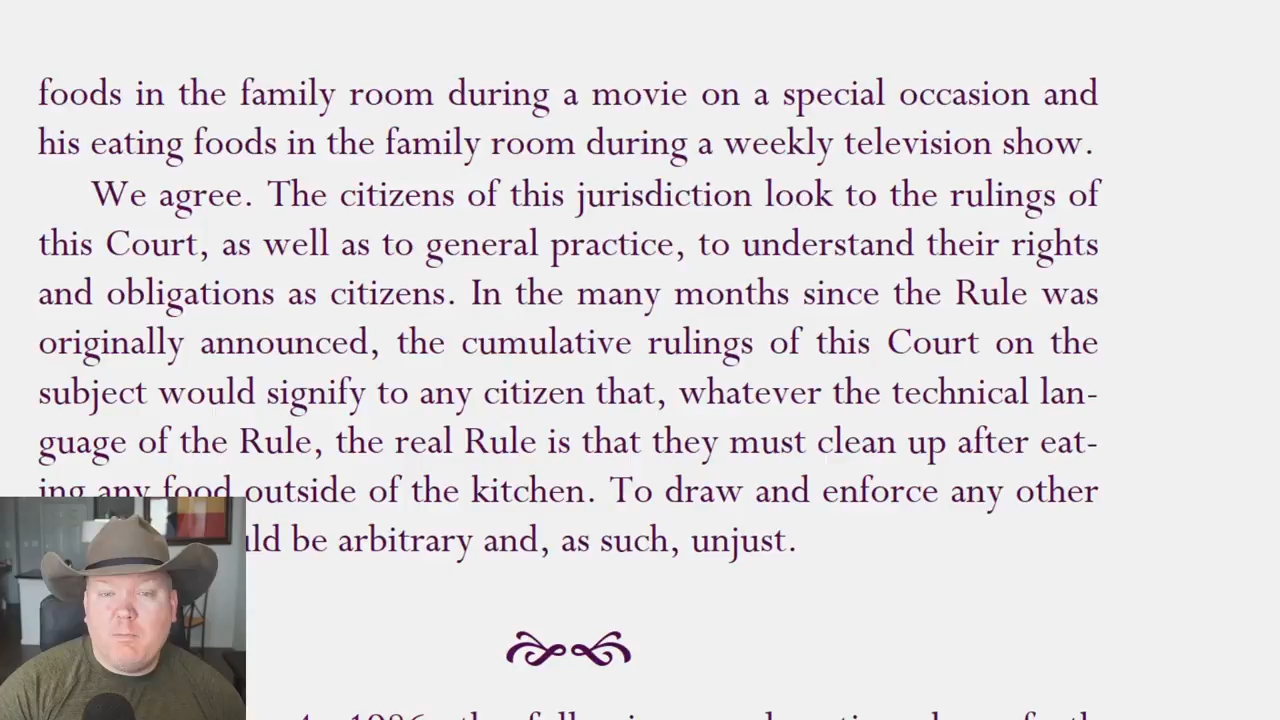 foods in the family room during a movie on a special occasion and
his eating foods in the family room during a weekly television show.
We agree. The citizens of this jurisdiction look to the rulings of
this Court, as well as to general practice, to understand their rights
and obligations as citizens. In the many months since the Rule was
originally announced, the cumulative rulings of this Court on the
subject would signify to any citizen that, whatever the technical lan-
guage of the Rule, the real Rule is that they must clean up after eat-
ing any food outside of the kitchen. To draw and enforce any other
be arbitrary and, as such, unjust.